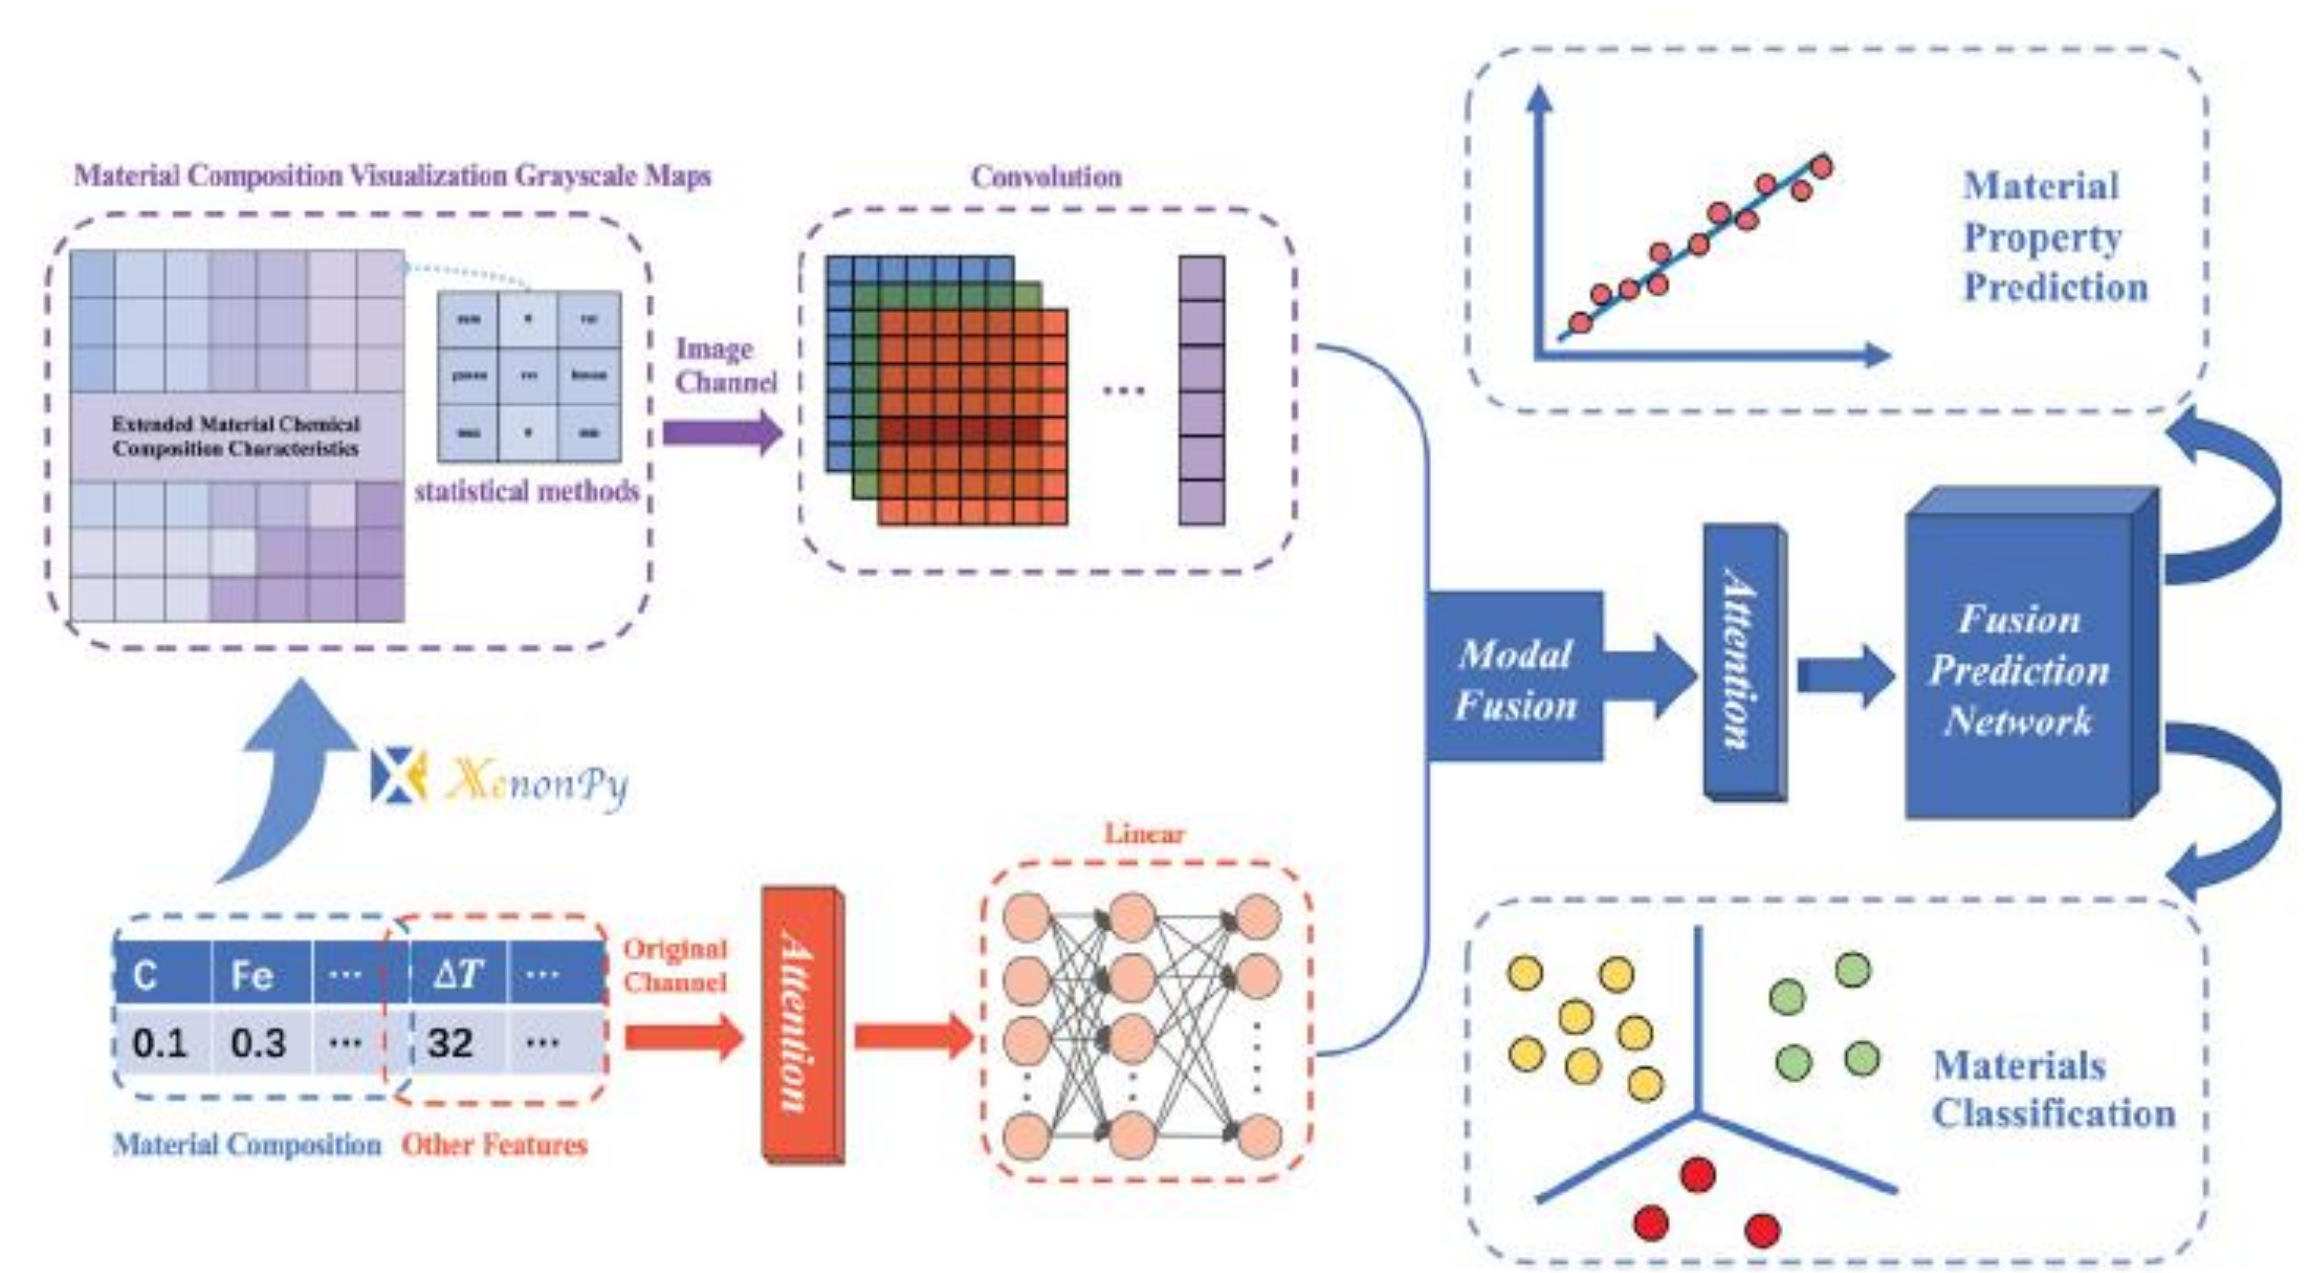 Material Composition Visualization Grayscale Maps
Extended Material Chemical
Composition Characteristics
statistical methods
Image
Channel
Convolution
...
XenonPy
C Fe ... ΔT ...
0.1 0.3 ... 32 ...
Material Composition
Other Features
Original
Channel
Attention
Linear
Modal
Fusion
Attention
Fusion
Prediction
Network
Material
Property
Prediction
Materials
Classification